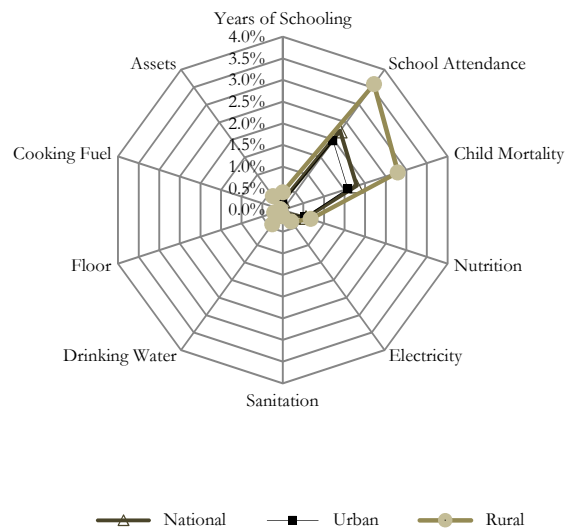 Years of Schooling
4.0%
3.5%
3.0%
2.5%
2.0%
1.5%
1.0%
0.5%
0.0%
School Attendance
Child Mortality
Nutrition
Electricity
Sanitation
Drinking Water
Floor
Cooking Fuel
Assets
National Urban Rural